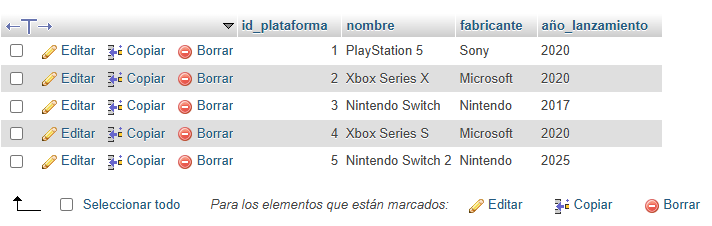 id_plataforma nombre fabricante año_lanzamiento
Editar Copiar Borrar 1 PlayStation 5 Sony 2020
Editar Copiar Borrar 2 Xbox Series X Microsoft 2020
Editar Copiar Borrar 3 Nintendo Switch Nintendo 2017
Editar Copiar Borrar 4 Xbox Series S Microsoft 2020
Editar Copiar Borrar 5 Nintendo Switch 2 Nintendo 2025
Seleccionar todo Para los elementos que están marcados: Editar Copiar Borrar